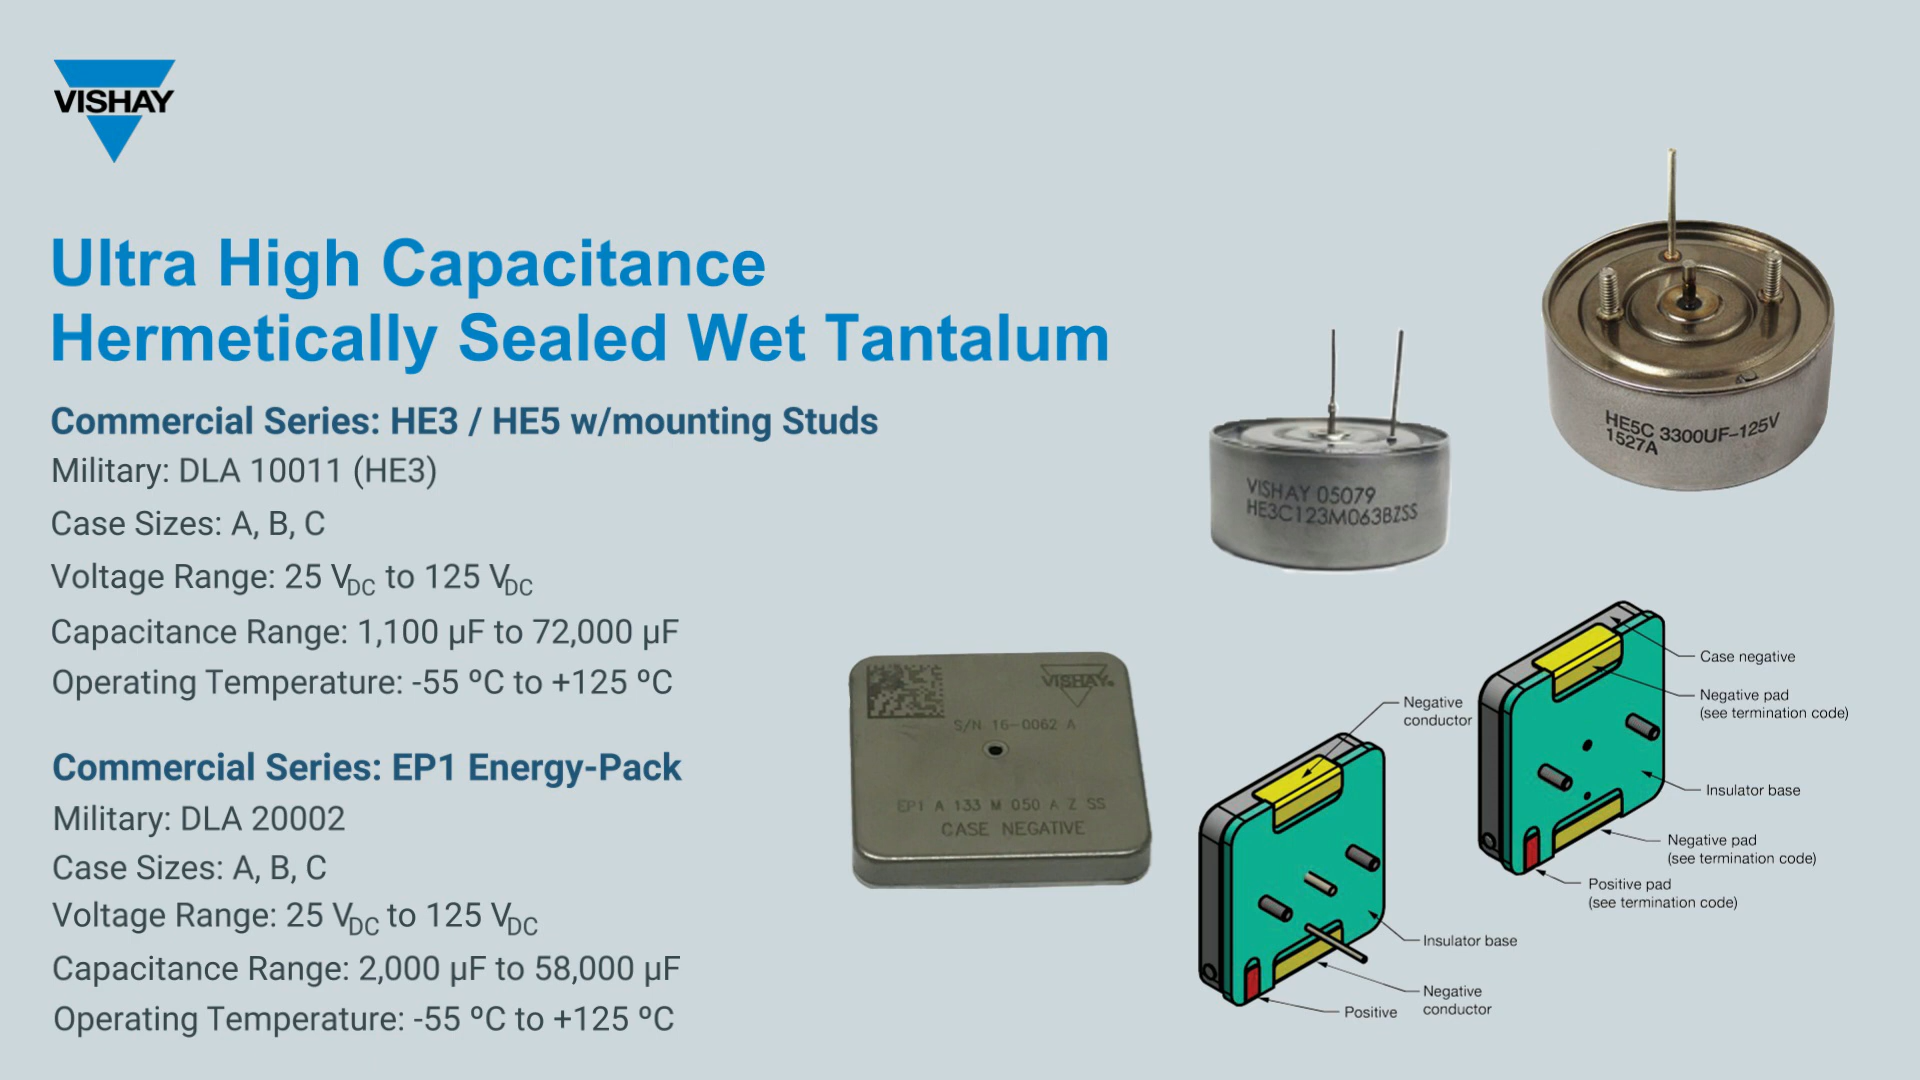 VISHAY
Ultra High Capacitance
Hermetically Sealed Wet Tantalum
Commercial Series: HE3 / HE5 w/mounting Studs
Military: DLA 10011 (HE3)
Case Sizes: A, B, C
Voltage Range: 25 VDC to 125 VDC
Capacitance Range: 1,100 µF to 72,000 µF
Operating Temperature: -55 ºC to +125 ºC
Commercial Series: EP1 Energy-Pack
Military: DLA 20002
Case Sizes: A, B, C
Voltage Range: 25 VDC to 125 VDC
Capacitance Range: 2,000 µF to 58,000 µF
Operating Temperature: -55 ºC to +125 ºC
HE5C 3300UF-125V
1527A
VISHAY 05079
HE3C123M063BZSS
VISHAY
S/N 16-0062 A
EP1 A 133 M 050 A Z SS
CASE NEGATIVE
Negative
conductor
Insulator base
Negative
conductor
Positive
Case negative
Negative pad
(see termination code)
Insulator base
Negative pad
(see termination code)
Positive pad
(see termination code)